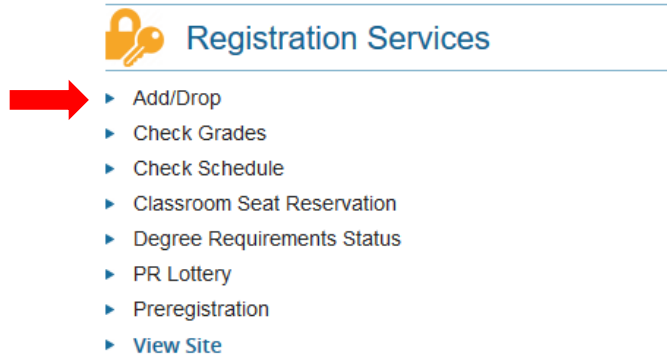 Registration Services
Add/Drop
Check Grades
Check Schedule
Classroom Seat Reservation
Degree Requirements Status
PR Lottery
Preregistration
View Site